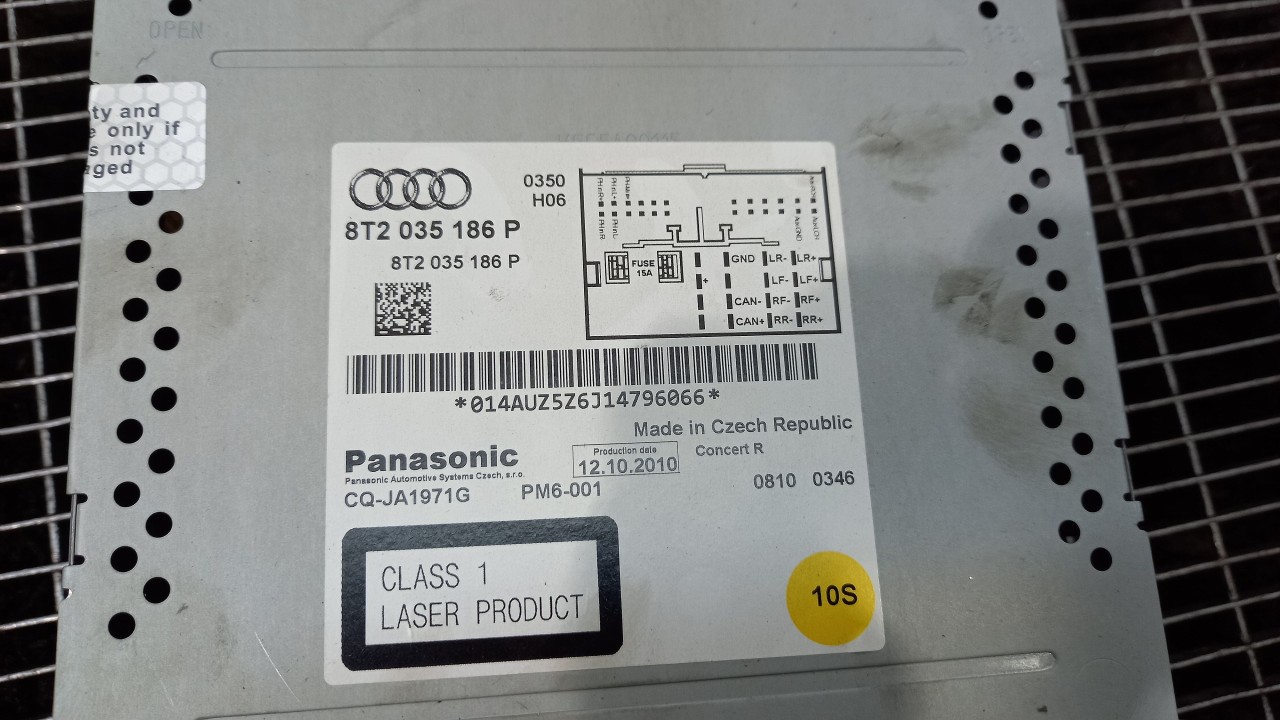 OPEN
ty and
e only if
s not
aged
0350
H06
8T2 035 186 P
8T2 035 186 P
FUSE
15A
GND LR- LR+
+ LF- LF+
CAN- RF- RF+
CAN+ RR- RR+
*014AUZ5Z6J14796066*
Made in Czech Republic
Panasonic
Panasonic Automotive Systems Czech, s.r.o.
Production date
12.10.2010
Concert R
CQ-JA1971G
PM6-001
0810 0346
CLASS 1
LASER PRODUCT
10S